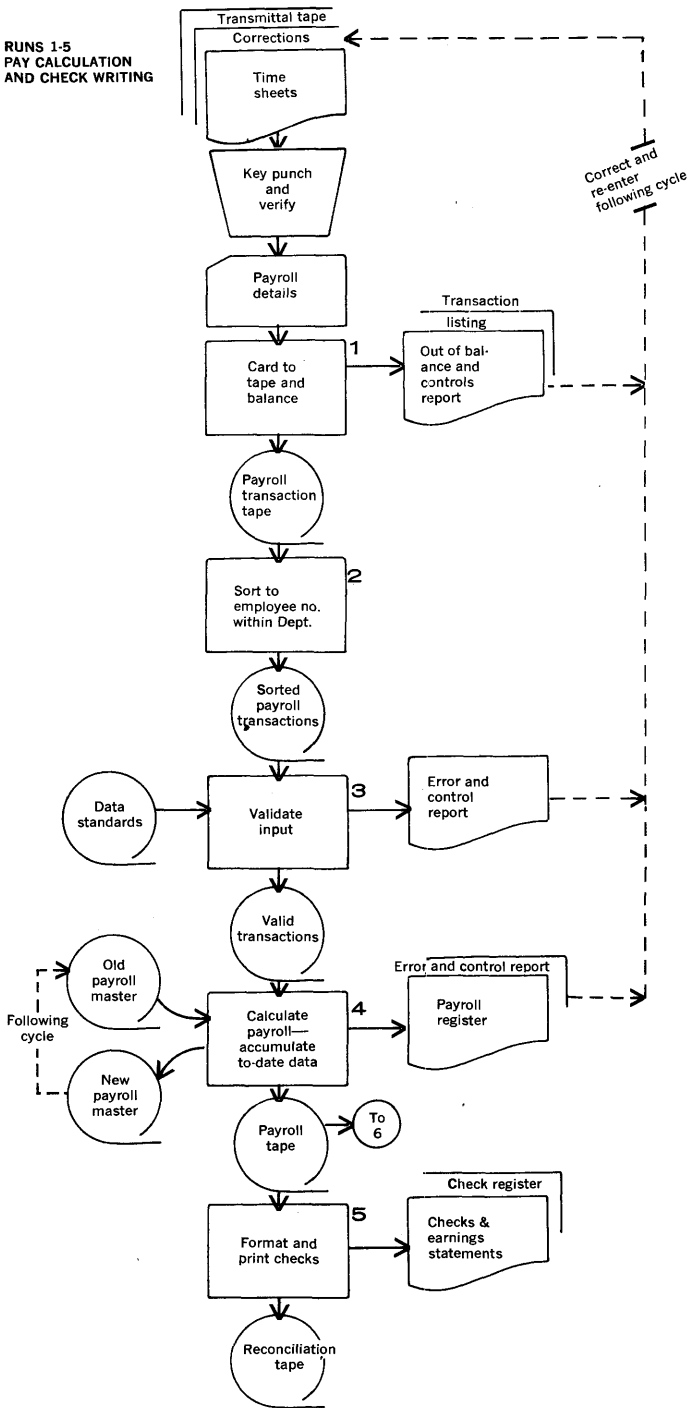 RUNS 1-5
PAY CALCULATION
AND CHECK WRITING
Transmittal tape
Corrections
Time
sheets
Correct and
re-enter
following cycle
Key punch
and
verify
Payroll
details
1
Card to
tape and
balance
Transaction
listing
Out of bal-
ance and
controls
report
Payroll
transaction
tape
2
Sort to
employee no.
within Dept.
Sorted
payroll
transactions
Data
standards
3
Validate
input
Error and
control
report
Valid
transactions
Old
payroll
master
Following
cycle
New
payroll
master
4
Calculate
payroll—
accumulate
to-date data
Error and control report
Payroll
register
Payroll
tape
To
6
5
Format and
print checks
Check register
Checks &
earnings
statements
Reconciliation
tape